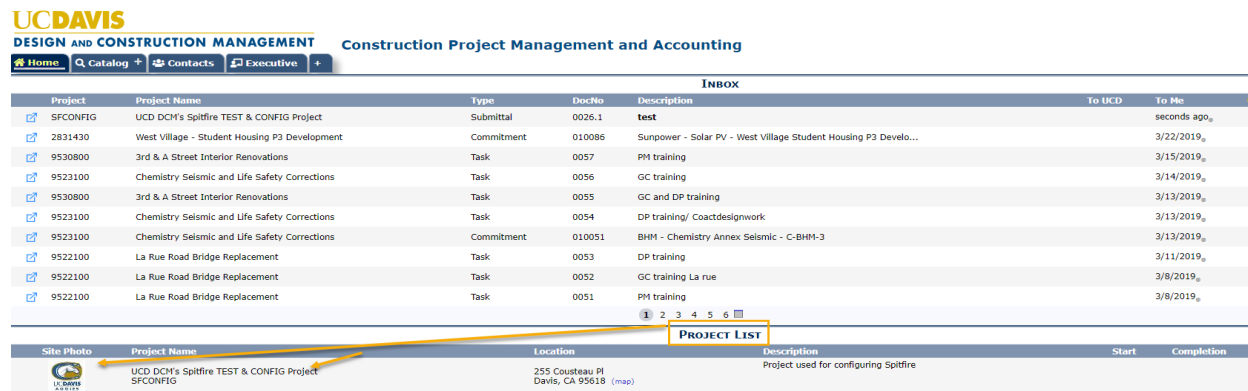 UCDAVIS
DESIGN AND CONSTRUCTION MANAGEMENT
Construction Project Management and Accounting
Home Catalog + Contacts Executive +
INBOX
Project Project Name Type DocNo Description To UCD To Me
SFCONFIG UCD DCM's Spitfire TEST & CONFIG Project Submittal 0026.1 test seconds ago
2831430 West Village - Student Housing P3 Development Commitment 010086 Sunpower - Solar PV - West Village Student Housing P3 Develo... 3/22/2019
9530800 3rd & A Street Interior Renovations Task 0057 PM training 3/15/2019
9523100 Chemistry Seismic and Life Safety Corrections Task 0056 GC training 3/14/2019
9530800 3rd & A Street Interior Renovations Task 0055 GC and DP training 3/13/2019
9523100 Chemistry Seismic and Life Safety Corrections Task 0054 DP training/ Coactdesignwork 3/13/2019
9523100 Chemistry Seismic and Life Safety Corrections Commitment 010051 BHM - Chemistry Annex Seismic - C-BHM-3 3/13/2019
9522100 La Rue Road Bridge Replacement Task 0053 DP training 3/11/2019
9522100 La Rue Road Bridge Replacement Task 0052 GC training La rue 3/8/2019
9522100 La Rue Road Bridge Replacement Task 0051 PM training 3/8/2019
1 2 3 4 5 6
PROJECT LIST
Site Photo Project Name Location Description Start Completion
UC DAVIS
AGGIES
UCD DCM's Spitfire TEST & CONFIG Project
SFCONFIG
255 Cousteau Pl
Davis, CA 95618 (map)
Project used for configuring Spitfire